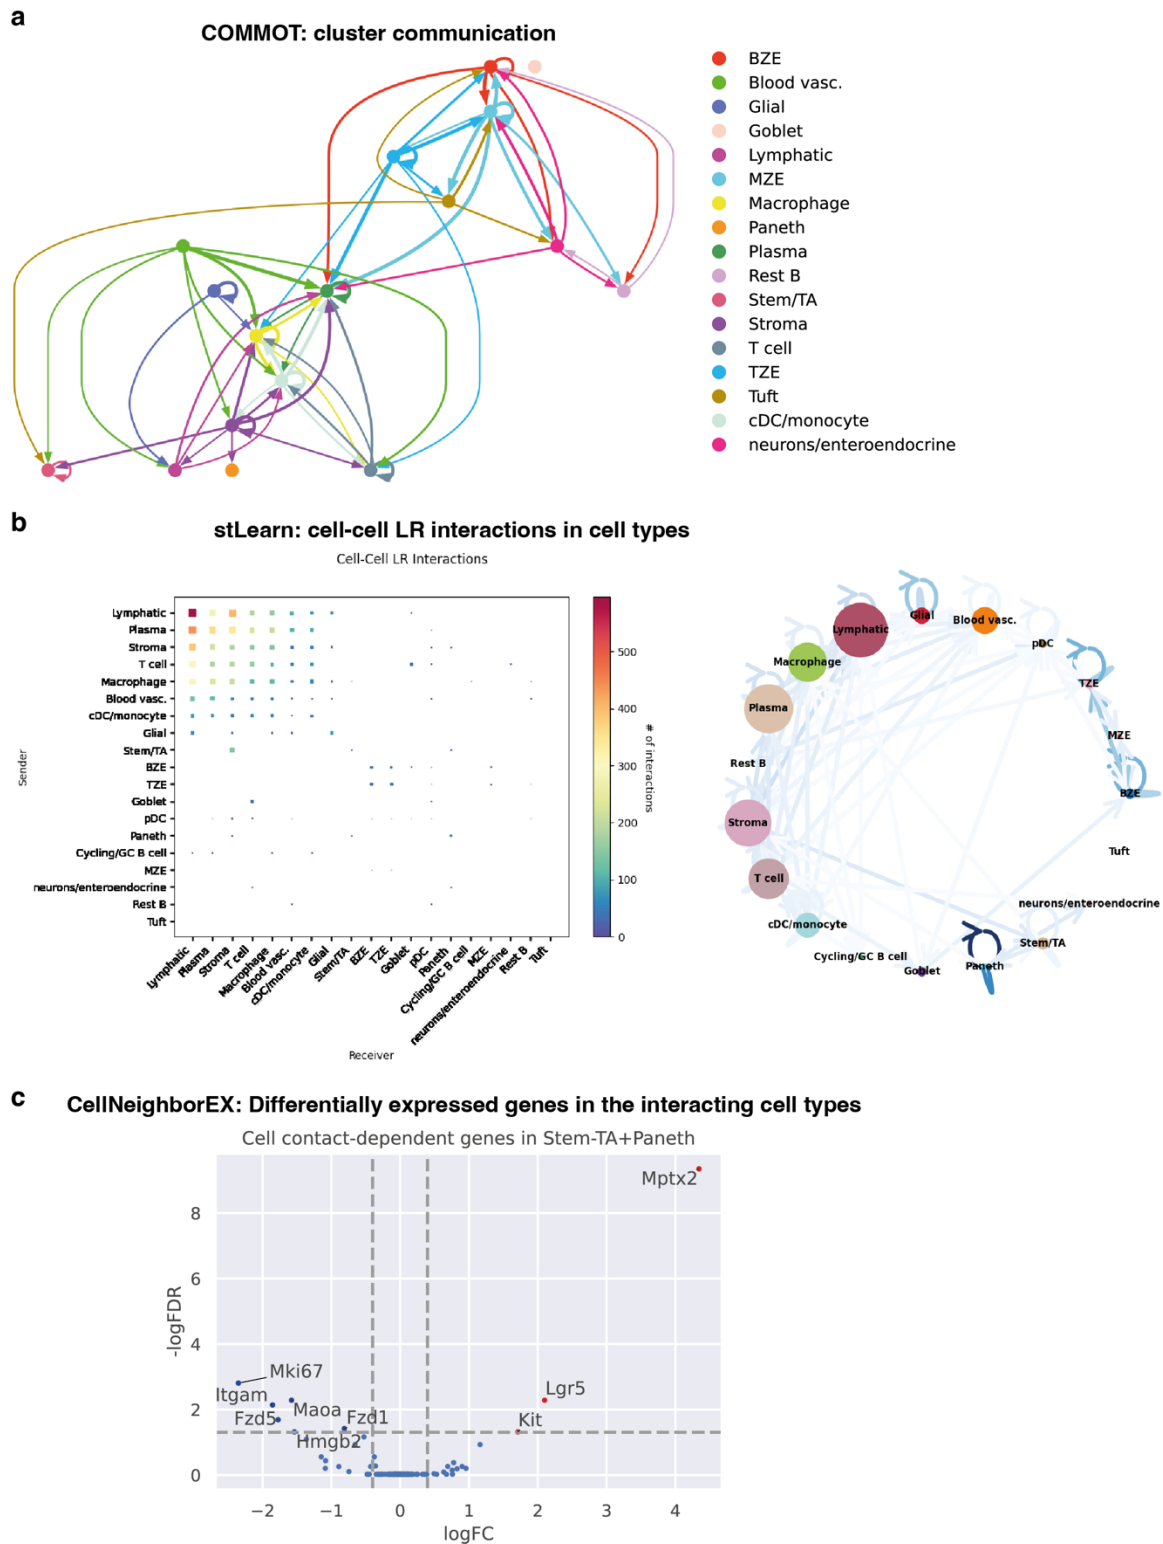 a
COMMOT: cluster communication
BZE
Blood vasc.
Glial
Goblet
Lymphatic
MZE
Macrophage
Paneth
Plasma
Rest B
Stem/TA
Stroma
T cell
TZE
Tuft
cDC/monocyte
neurons/enteroendocrine
b
stLearn: cell-cell LR interactions in cell types
Cell-Cell LR Interactions
Sender
Lymphatic
Plasma
Stroma
T cell
Macrophage
Blood vasc.
cDC/monocyte
Glial
Stem/TA
BZE
TZE
Goblet
pDC
Paneth
Cycling/GC B cell
MZE
neurons/enteroendocrine
Rest B
Tuft
Lymphatic
Plasma
Stroma
T cell
Macrophage
Blood vasc.
cDC/monocyte
Glial
Stem/TA
BZE
TZE
Goblet
pDC
Paneth
Cycling/GC B cell
MZE
neurons/enteroendocrine
Rest B
Tuft
Receiver
500
400
300
200
100
0
# of interactions
Glial
Blood vasc.
Lymphatic
pDC
Macrophage
TZE
Plasma
MZE
Rest B
BZE
Stroma
Tuft
T cell
neurons/enteroendocrine
cDC/monocyte
Stem/TA
Cycling/GC B cell
Goblet
Paneth
c
CellNeighborEX: Differentially expressed genes in the interacting cell types
Cell contact-dependent genes in Stem-TA+Paneth
Mptx2
8
6
4
2
0
-logFDR
Mki67
Itgam
Lgr5
Maoa
Fzd1
Fzd5
Kit
Hmgb2
−2
−1
0
1
2
3
4
logFC